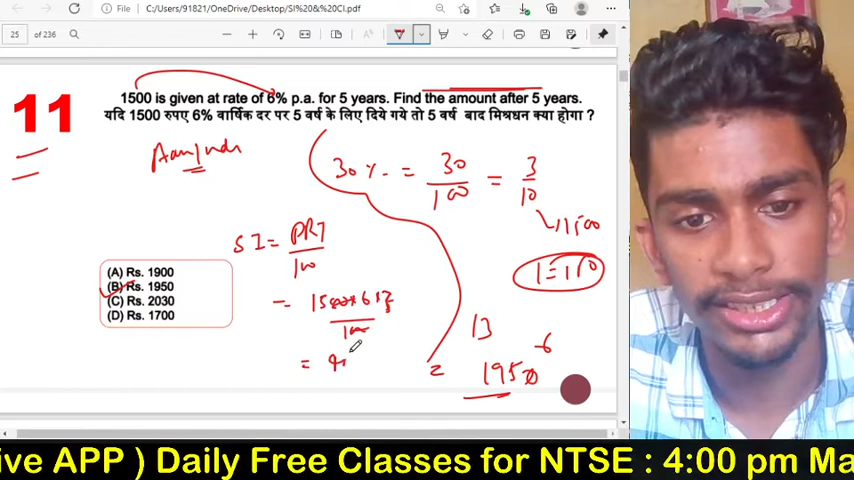 File | C:/Users/91821/OneDrive/Desktop/SI%20&%20CI.pdf
25 of 236
11
1500 is given at rate of 6% p.a. for 5 years. Find the amount after 5 years.
यदि 1500 रुपए 6% वार्षिक दर पर 5 वर्ष के लिए दिये गये तो 5 वर्ष बाद मिश्रधन क्या होगा ?
30 % = 30/100 = 3/10
SI = PRT/100
(A) Rs. 1900
(B) Rs. 1950
(C) Rs. 2030
(D) Rs. 1700
1 = 150
13
1950
ive APP ) Daily Free Classes for NTSE : 4:00 pm Ma